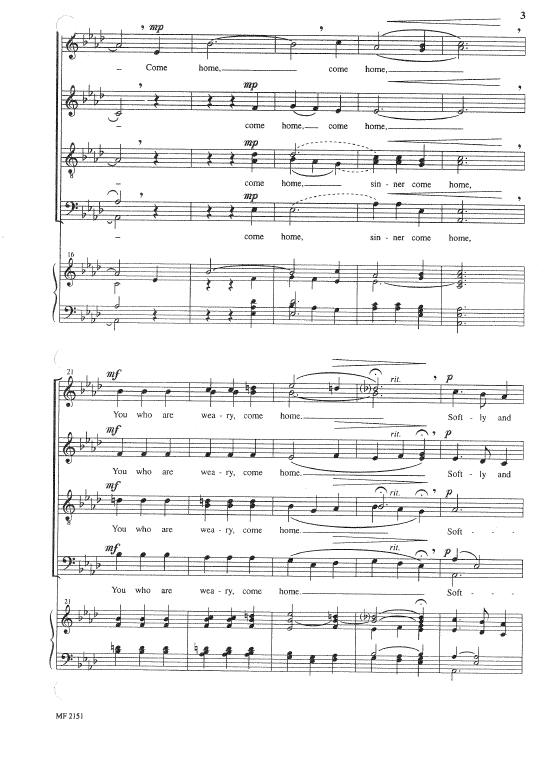 3
mp
– Come home, come home,
mp
– come home, come home,
mp
– come home, sin - ner come home,
mp
– come home, sin - ner come home,
16
21
mf rit. p
You who are wea - ry, come home. Soft - ly and
mf rit. p
You who are wea - ry, come home. Soft - ly and
mf rit. p
You who are wea - ry, come home. Soft - - -
mf rit. p
You who are wea - ry, come home. Soft - - -
21
MF 2151